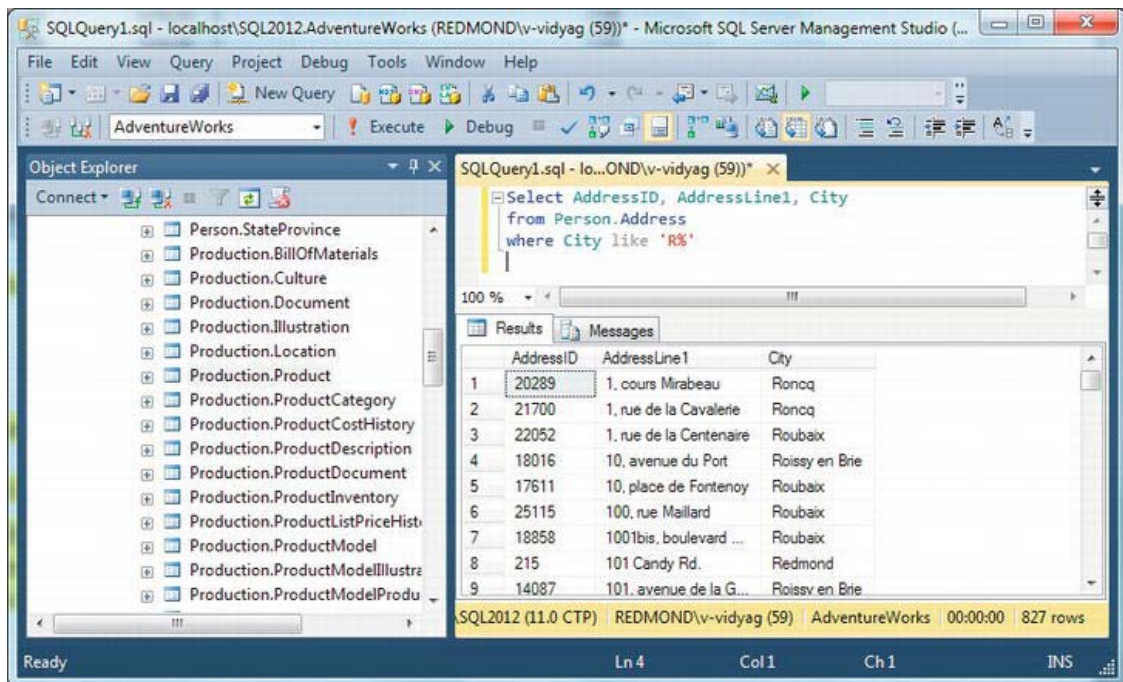 SQLQuery1.sql - localhost\SQL2012.AdventureWorks (REDMOND\v-vidyag (59))* - Microsoft SQL Server Management Studio (...
File Edit View Query Project Debug Tools Window Help
New Query
AdventureWorks Execute Debug
Object Explorer
Connect
Person.StateProvince
Production.BillOfMaterials
Production.Culture
Production.Document
Production.Illustration
Production.Location
Production.Product
Production.ProductCategory
Production.ProductCostHistory
Production.ProductDescription
Production.ProductDocument
Production.ProductInventory
Production.ProductListPriceHist
Production.ProductModel
Production.ProductModelIllustra
Production.ProductModelProdu
SQLQuery1.sql - lo...OND\v-vidyag (59))*
Select AddressID, AddressLine1, City
from Person.Address
where City like 'R%'
100 %
Results Messages
AddressID AddressLine1 City
1 20289 1, cours Mirabeau Roncq
2 21700 1, rue de la Cavalerie Roncq
3 22052 1, rue de la Centenaire Roubaix
4 18016 10, avenue du Port Roissy en Brie
5 17611 10, place de Fontenoy Roubaix
6 25115 100, rue Maillard Roubaix
7 18858 1001bis, boulevard ... Roubaix
8 215 101 Candy Rd. Redmond
9 14087 101, avenue de la G... Roissy en Brie
\SQL2012 (11.0 CTP) REDMOND\v-vidyag (59) AdventureWorks 00:00:00 827 rows
Ready Ln 4 Col 1 Ch 1 INS